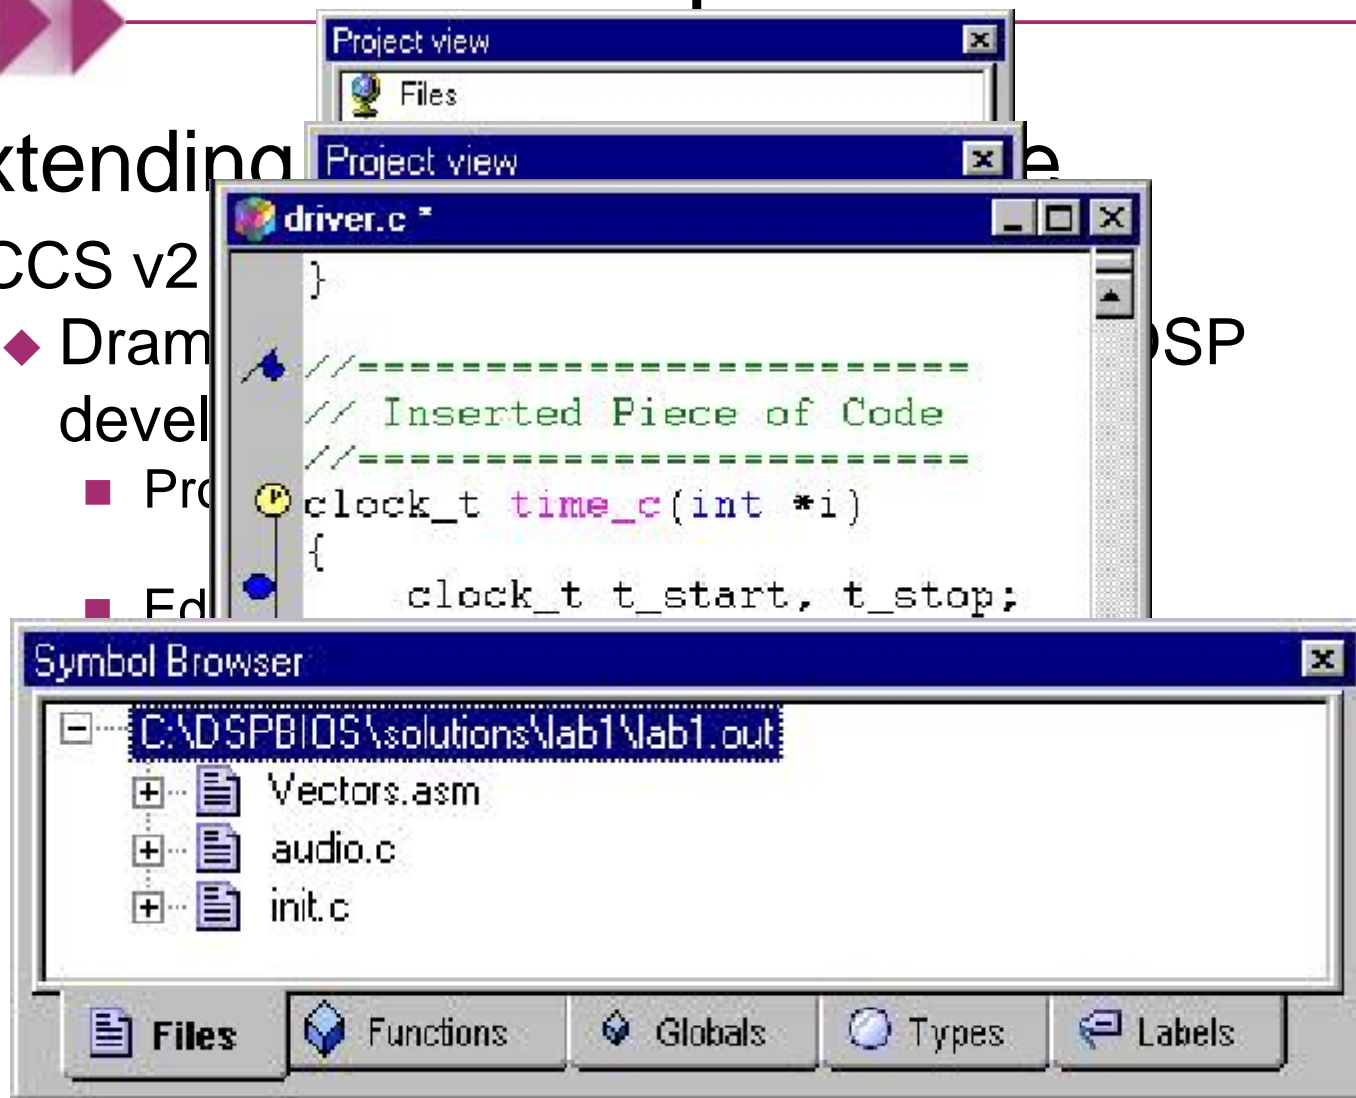 Project view
Files
xtending
Project view
e
driver.c *
CCS v2
}
Dram
DSP
//========================
devel
// Inserted Piece of Code
//========================
Pro
clock_t time_c(int *i)
{
Ed
clock_t t_start, t_stop;
Symbol Browser
C:\DSPBIOS\solutions\lab1\lab1.out
Vectors.asm
audio.c
init.c
Files Functions Globals Types Labels